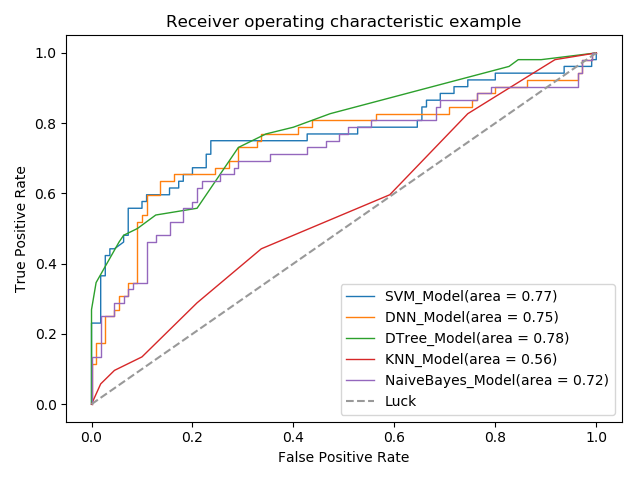 Receiver operating characteristic example
True Positive Rate
1.0
0.8
0.6
0.4
0.2
0.0
SVM_Model(area = 0.77)
DNN_Model(area = 0.75)
DTree_Model(area = 0.78)
KNN_Model(area = 0.56)
NaiveBayes_Model(area = 0.72)
Luck
0.0 0.2 0.4 0.6 0.8 1.0
False Positive Rate